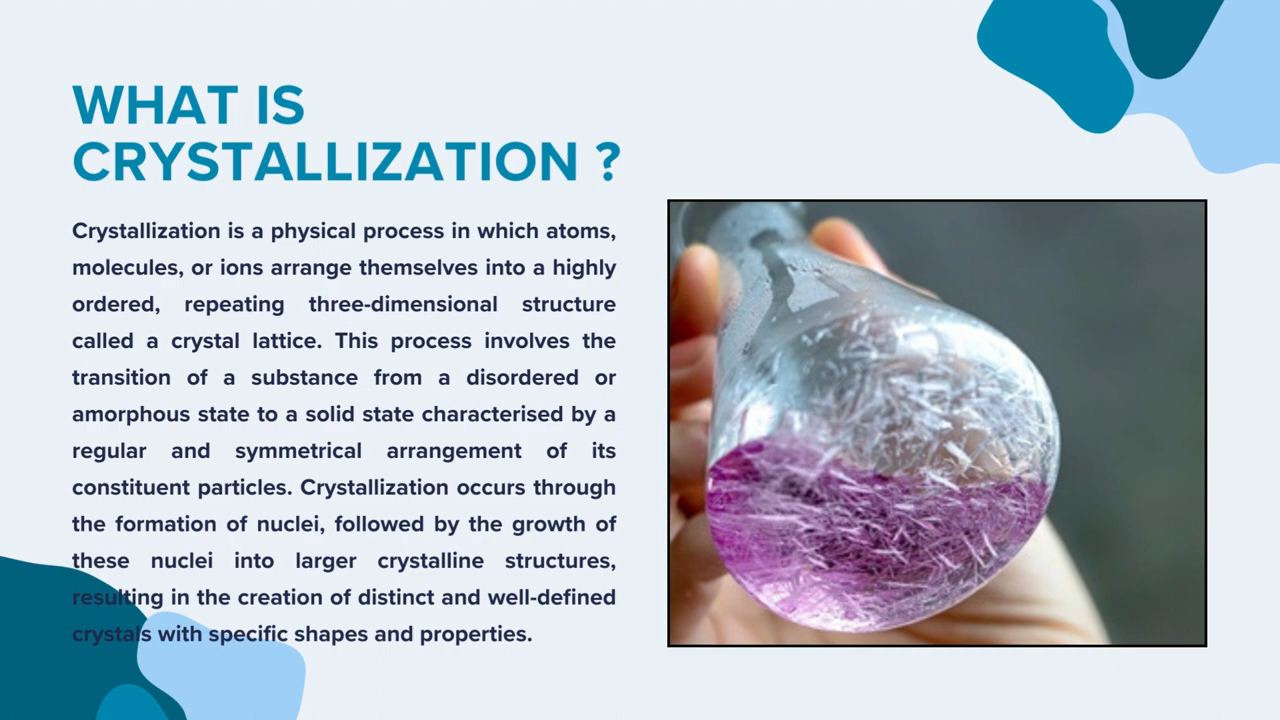 WHAT IS
CRYSTALLIZATION ?
Crystallization is a physical process in which atoms,
molecules, or ions arrange themselves into a highly
ordered, repeating three-dimensional structure
called a crystal lattice. This process involves the
transition of a substance from a disordered or
amorphous state to a solid state characterised by a
regular and symmetrical arrangement of its
constituent particles. Crystallization occurs through
the formation of nuclei, followed by the growth of
these nuclei into larger crystalline structures,
resulting in the creation of distinct and well-defined
crystals with specific shapes and properties.